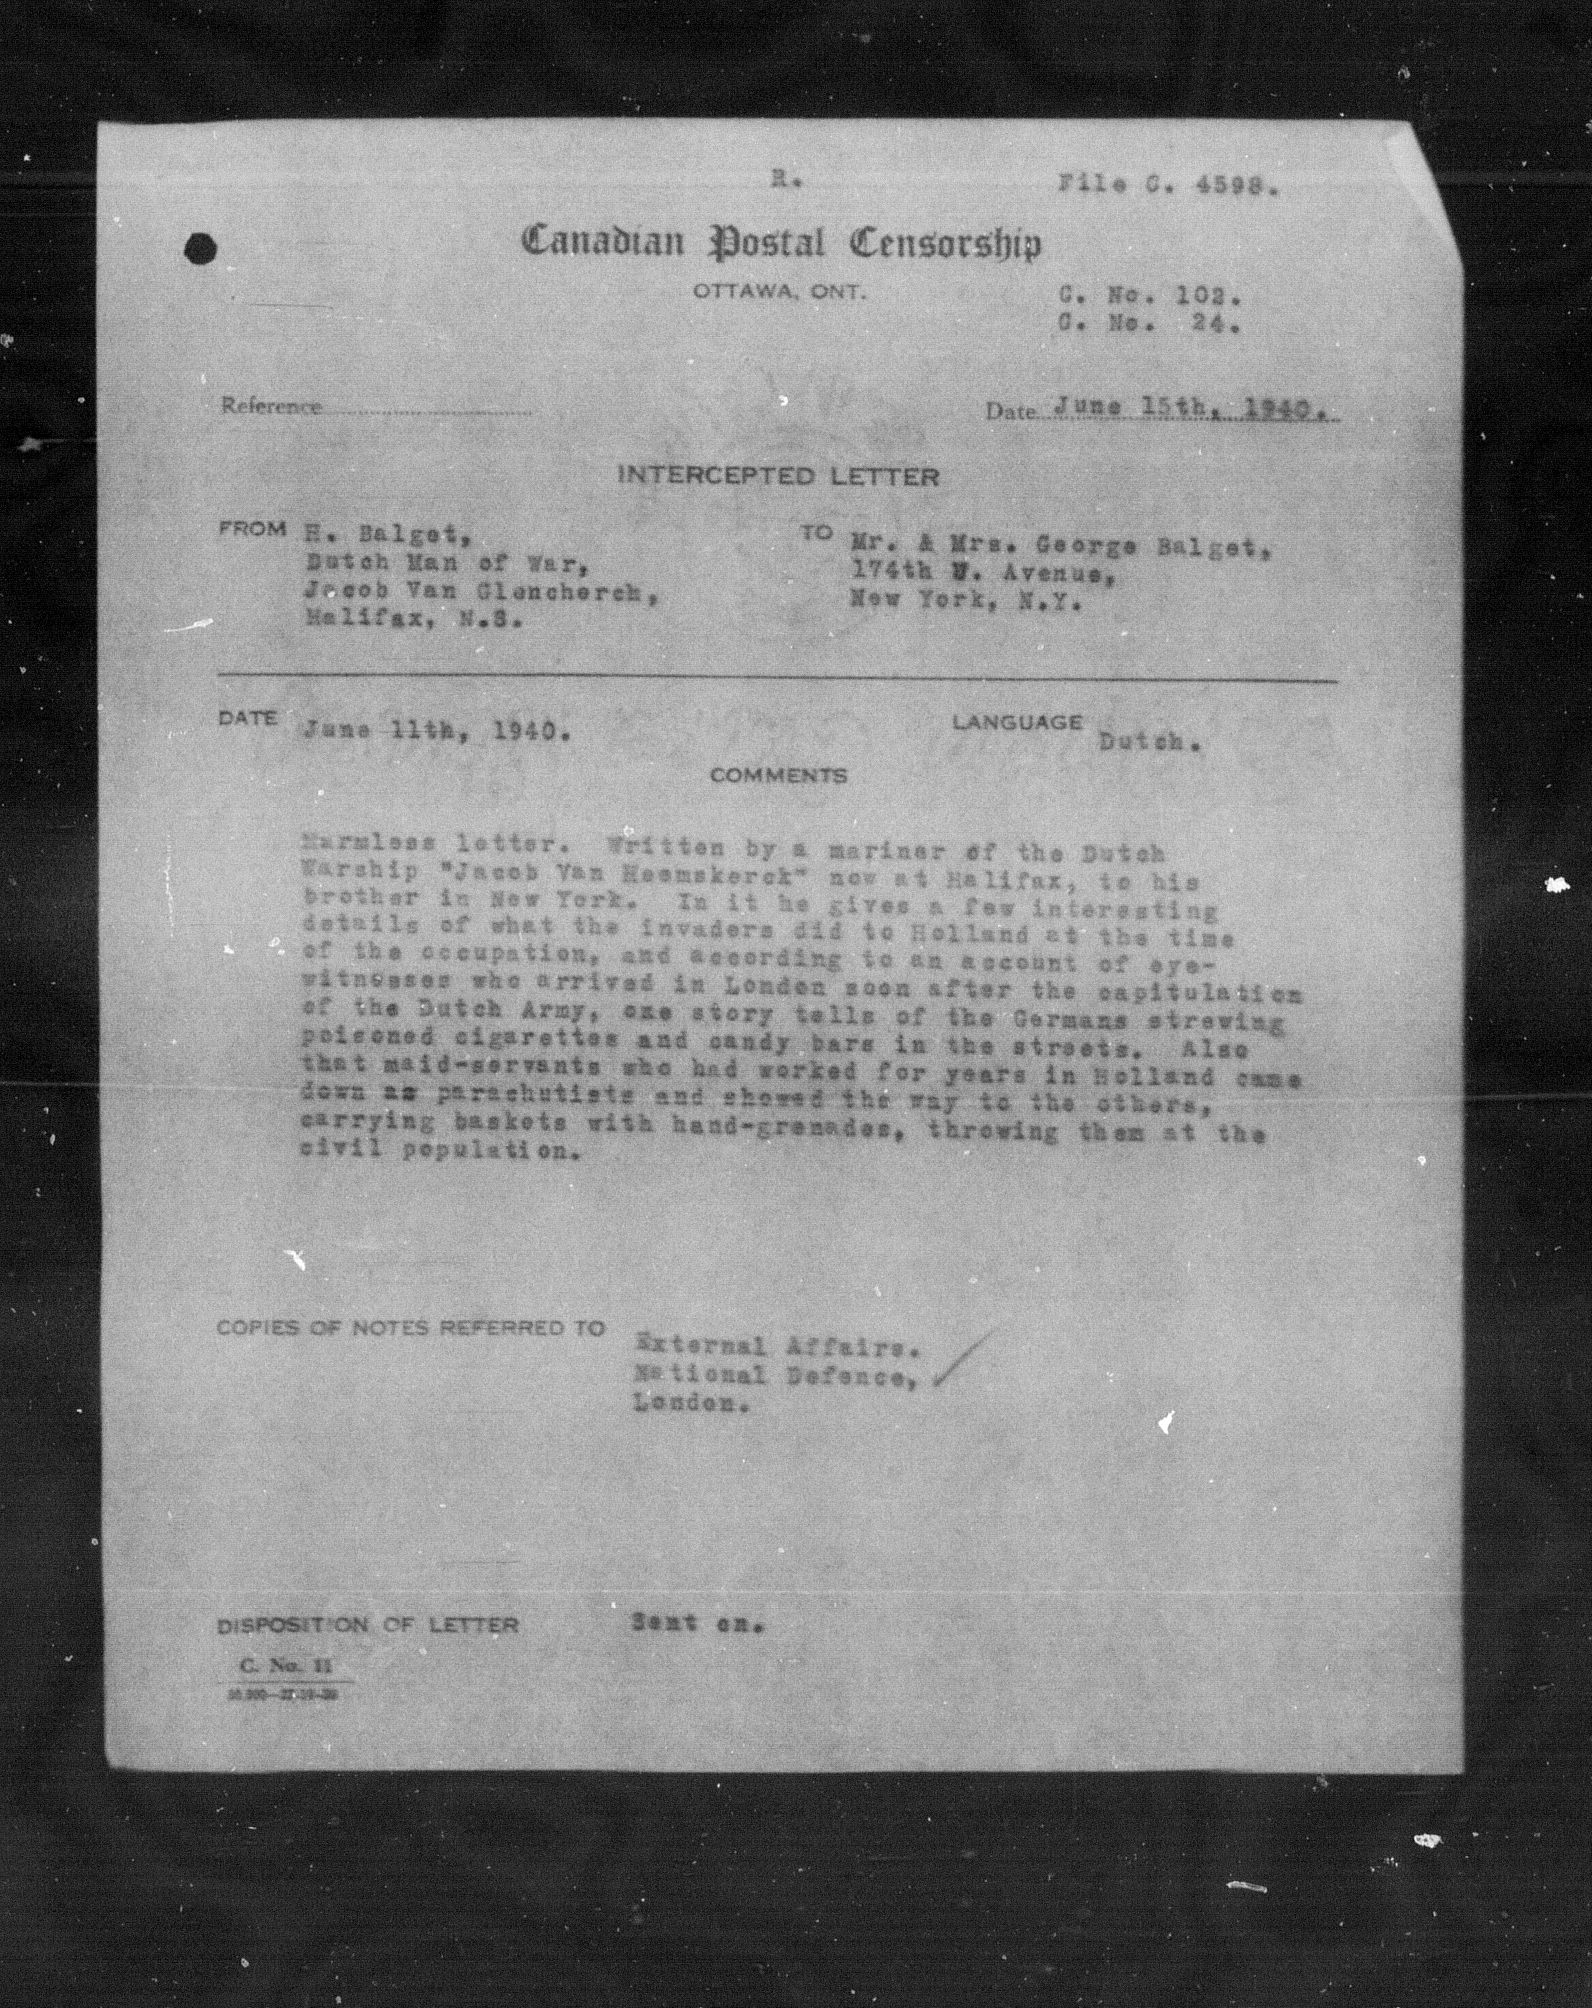 R.
File C. 4598.
Canadian Postal Censorship
OTTAWA, ONT.
C. No. 102.
C. No. 24.
Reference
Date June 15th, 1940.
INTERCEPTED LETTER
FROM H. Balget,
Dutch Man of War,
Jacob Van Glencherck,
Halifax, N.S.
TO Mr. & Mrs. George Balget,
174th W. Avenue,
New York, N.Y.
DATE June 11th, 1940.
LANGUAGE Dutch.
COMMENTS
Harmless letter. Written by a mariner of the Dutch
Warship "Jacob Van Heemskerck" now at Halifax, to his
brother in New York. In it he gives a few interesting
details of what the invaders did to Holland at the time
of the occupation, and according to an account of eye-
witnesses who arrived in London soon after the capitulation
of the Dutch Army, one story tells of the Germans strewing
poisoned cigarettes and candy bars in the streets. Also
that maid-servants who had worked for years in Holland came
down as parachutists and showed the way to the others,
carrying baskets with hand-grenades, throwing them at the
civil population.
COPIES OF NOTES REFERRED TO
External Affairs.
National Defence,
London.
DISPOSITION OF LETTER Sent on.
C. No. 11